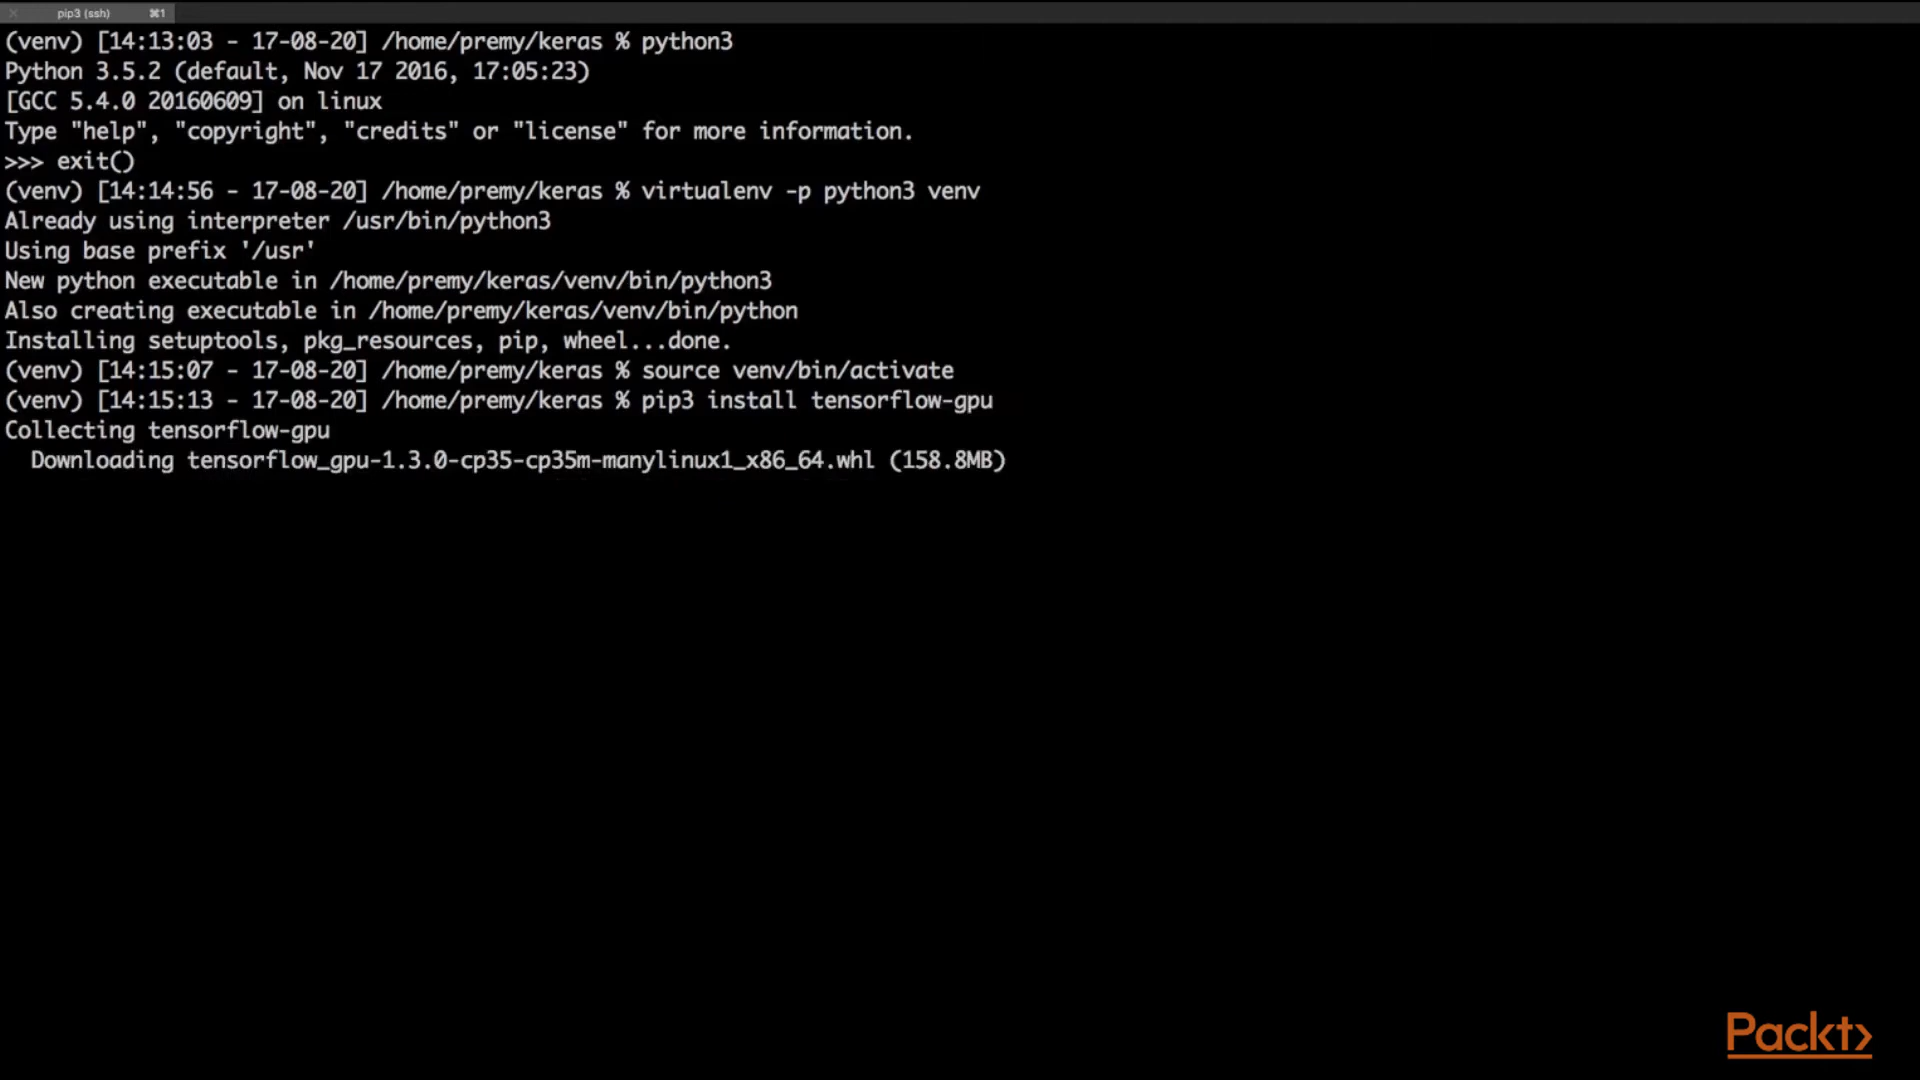 pip3 (ssh) ⌘1
(venv) [14:13:03 - 17-08-20] /home/premy/keras % python3
Python 3.5.2 (default, Nov 17 2016, 17:05:23)
[GCC 5.4.0 20160609] on linux
Type "help", "copyright", "credits" or "license" for more information.
>>> exit()
(venv) [14:14:56 - 17-08-20] /home/premy/keras % virtualenv -p python3 venv
Already using interpreter /usr/bin/python3
Using base prefix '/usr'
New python executable in /home/premy/keras/venv/bin/python3
Also creating executable in /home/premy/keras/venv/bin/python
Installing setuptools, pkg_resources, pip, wheel...done.
(venv) [14:15:07 - 17-08-20] /home/premy/keras % source venv/bin/activate
(venv) [14:15:13 - 17-08-20] /home/premy/keras % pip3 install tensorflow-gpu
Collecting tensorflow-gpu
  Downloading tensorflow_gpu-1.3.0-cp35-cp35m-manylinux1_x86_64.whl (158.8MB)
Packt>